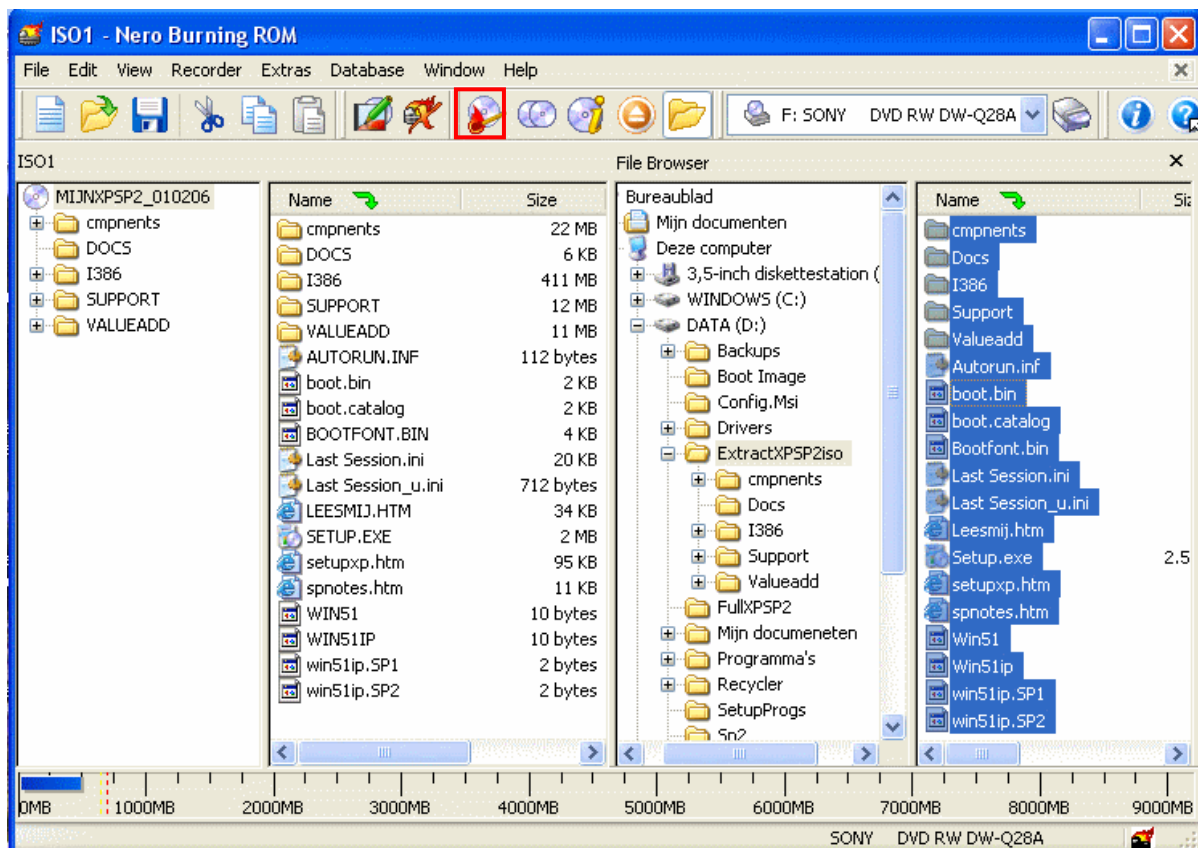 ISO1 - Nero Burning ROM
File Edit View Recorder Extras Database Window Help
F: SONY DVD RW DW-Q28A
ISO1
MIJNXPSP2_010206
cmpnents
DOCS
I386
SUPPORT
VALUEADD
Name Size
cmpnents 22 MB
DOCS 6 KB
I386 411 MB
SUPPORT 12 MB
VALUEADD 11 MB
AUTORUN.INF 112 bytes
boot.bin 2 KB
boot.catalog 2 KB
BOOTFONT.BIN 4 KB
Last Session.ini 20 KB
Last Session_u.ini 712 bytes
LEESMIJ.HTM 34 KB
SETUP.EXE 2 MB
setupxp.htm 95 KB
spnotes.htm 11 KB
WIN51 10 bytes
WIN51IP 10 bytes
win51ip.SP1 2 bytes
win51ip.SP2 2 bytes
File Browser
Bureaublad
Mijn documenten
Deze computer
3,5-inch diskettestation (
WINDOWS (C:)
DATA (D:)
Backups
Boot Image
Config.Msi
Drivers
ExtractXPSP2iso
cmpnents
Docs
I386
Support
Valueadd
FullXPSP2
Mijn documeneten
Programma's
Recycler
SetupProgs
Sp2
Name Siz
cmpnents
Docs
I386
Support
Valueadd
Autorun.inf
boot.bin
boot.catalog
Bootfont.bin
Last Session.ini
Last Session_u.ini
Leesmij.htm
Setup.exe 2.5
setupxp.htm
spnotes.htm
Win51
Win51ip
win51ip.SP1
win51ip.SP2
0MB 1000MB 2000MB 3000MB 4000MB 5000MB 6000MB 7000MB 8000MB 9000MB
SONY DVD RW DW-Q28A